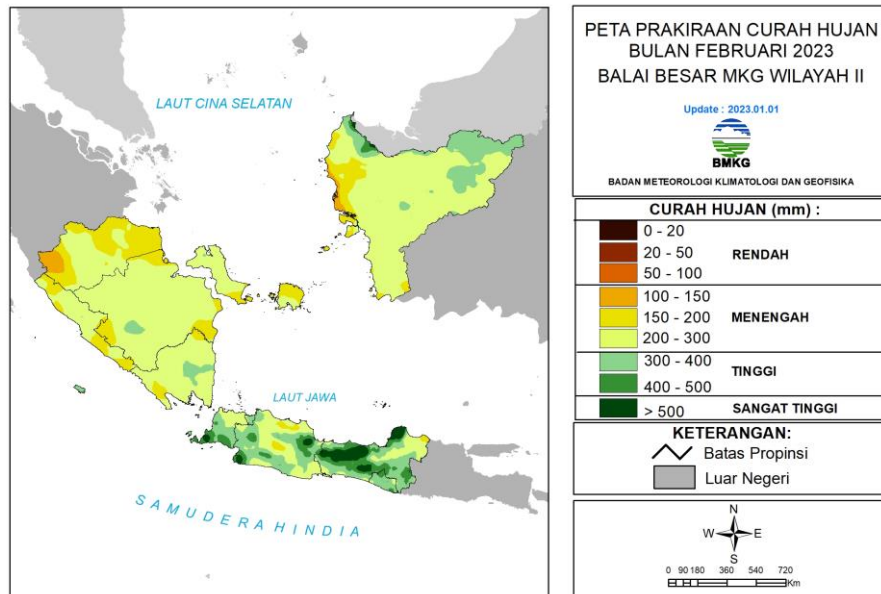 LAUT CINA SELATAN
LAUT JAWA
SAMUDERA HINDIA
PETA PRAKIRAAN CURAH HUJAN
BULAN FEBRUARI 2023
BALAI BESAR MKG WILAYAH II
Update : 2023.01.01
BMKG
BADAN METEOROLOGI KLIMATOLOGI DAN GEOFISIKA
CURAH HUJAN (mm) :
0 - 20
20 - 50
RENDAH
50 - 100
100 - 150
150 - 200
MENENGAH
200 - 300
300 - 400
TINGGI
400 - 500
> 500
SANGAT TINGGI
KETERANGAN:
Batas Propinsi
Luar Negeri
N
W E
S
0 90 180 360 540 720
Km